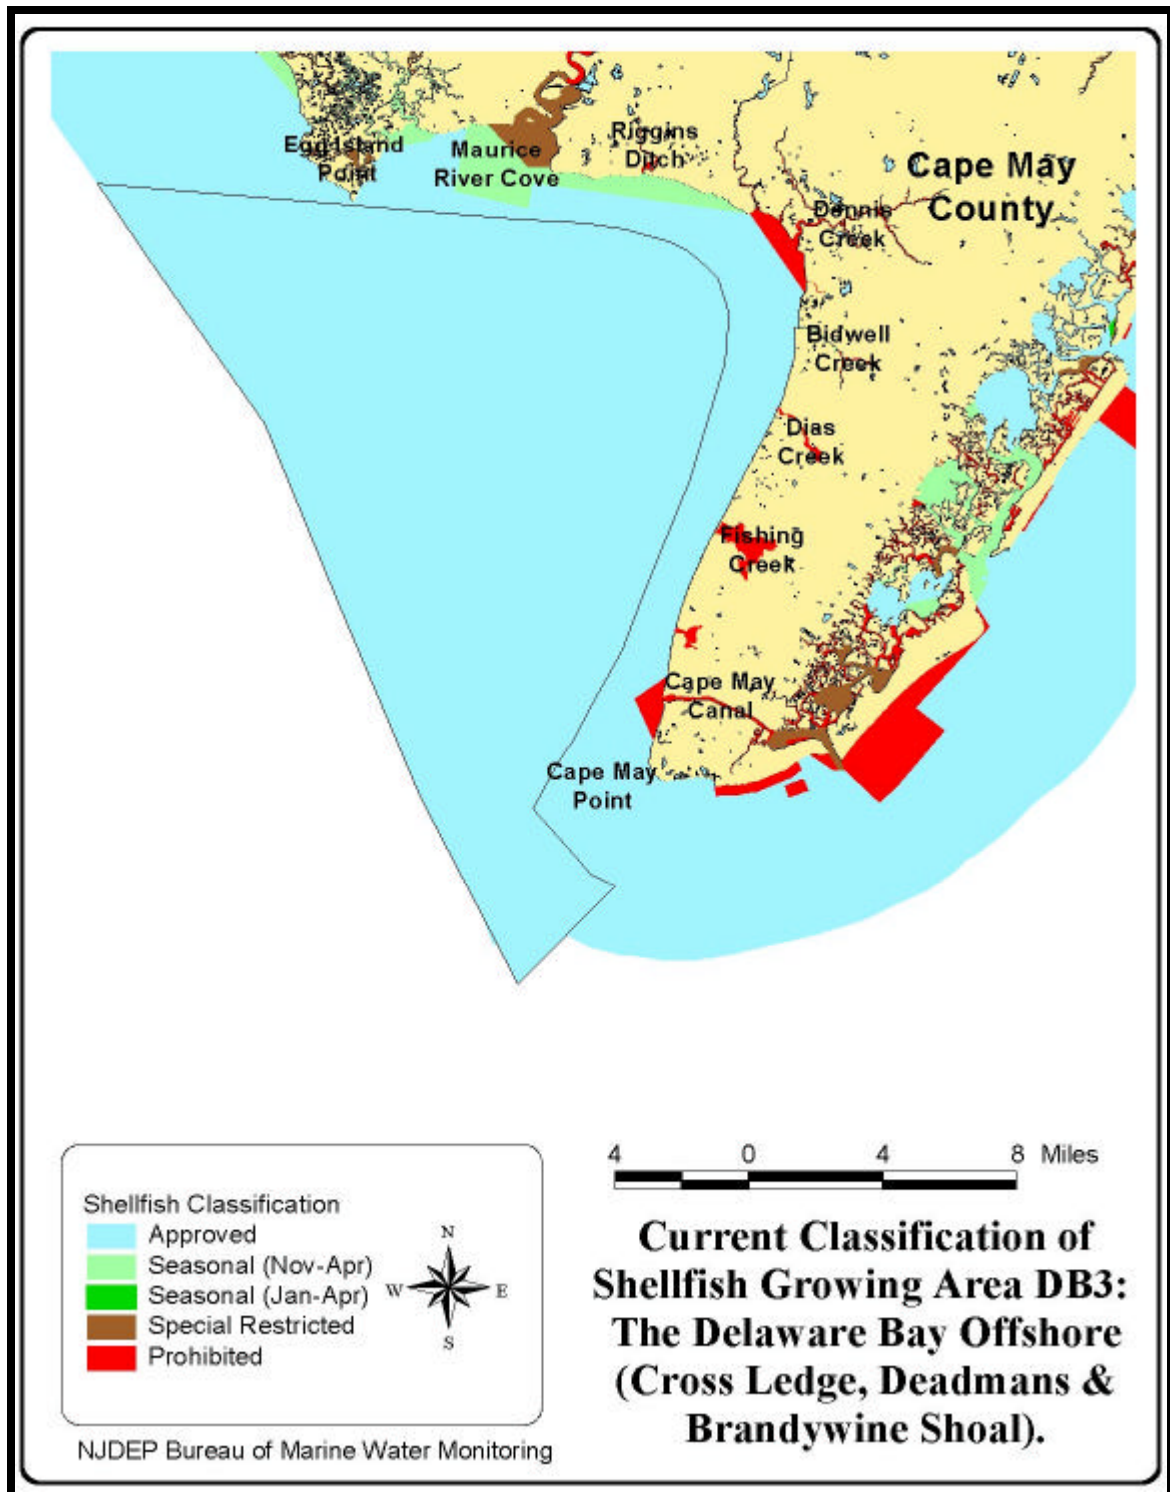 Egg Island
Point
Maurice
River Cove
Riggins
Ditch
Cape May
County
Dennis
Creek
Bidwell
Creek
Dias
Creek
Fishing
Creek
Cape May
Canal
Cape May
Point
4 0 4 8 Miles
Shellfish Classification
Approved
Seasonal (Nov-Apr)
Seasonal (Jan-Apr)
Special Restricted
Prohibited
N
W E
S
NJDEP Bureau of Marine Water Monitoring
Current Classification of
Shellfish Growing Area DB3:
The Delaware Bay Offshore
(Cross Ledge, Deadmans &
Brandywine Shoal).